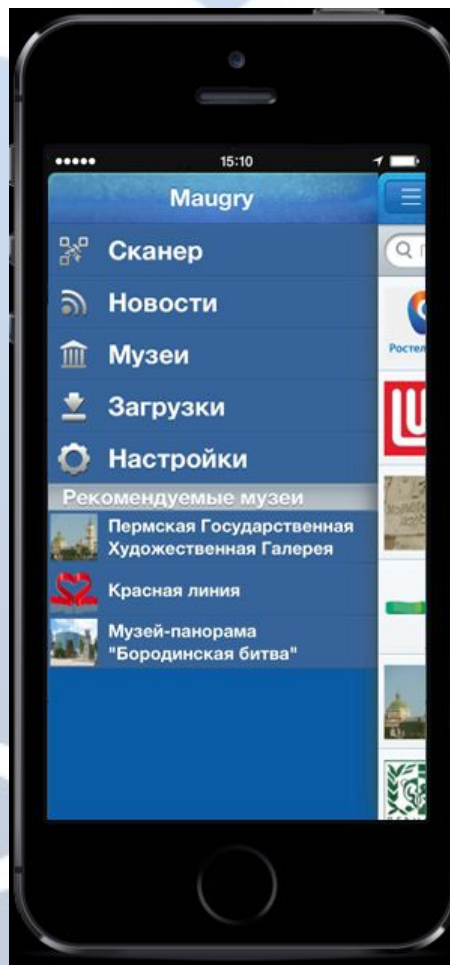 15:10
Maugry
Сканер
Новости
Музеи
Загрузки
Настройки
Рекомендуемые музеи
Пермская Государственная
Художественная Галерея
Красная линия
Музей-панорама
"Бородинская битва"